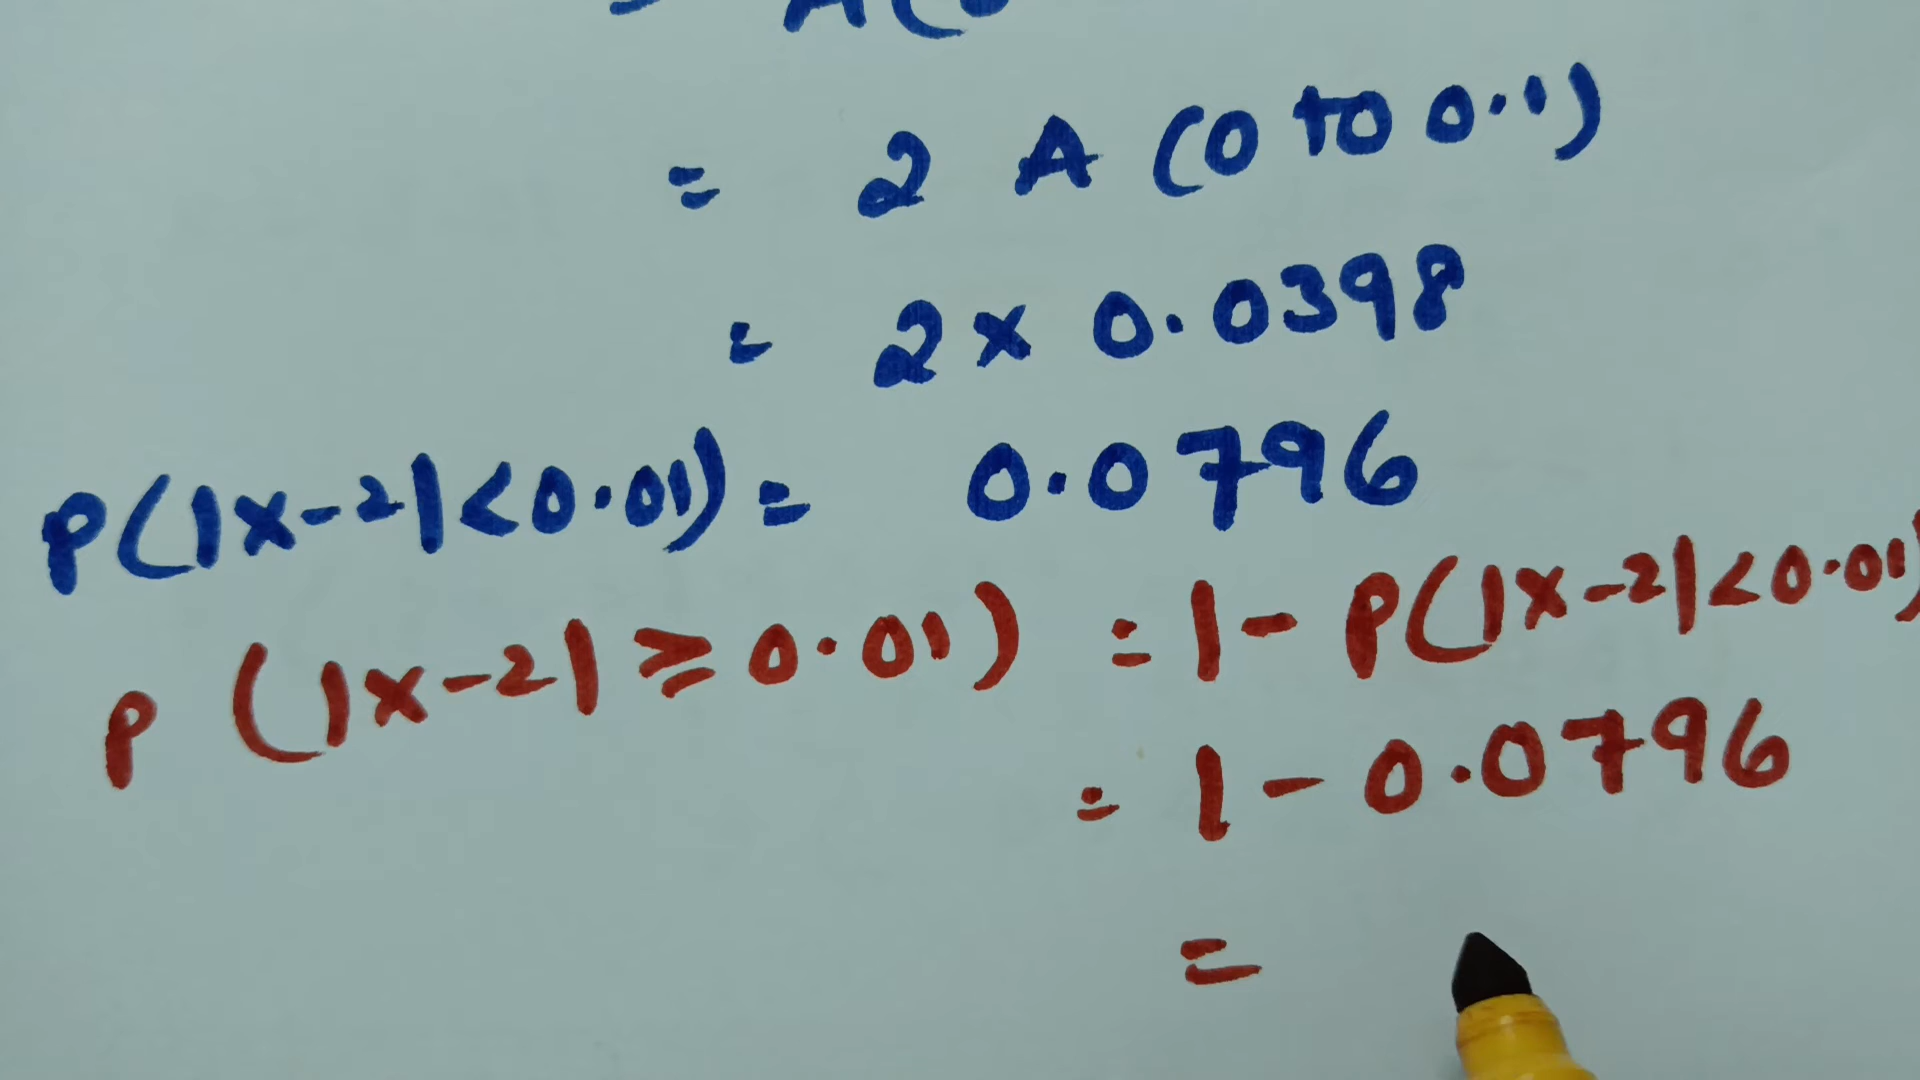 = 2 A (0 to 0.1)
= 2 x 0.0398
P(|x-2|<0.01) = 0.0796
P (|x-2| ≥ 0.01) = 1 - P(|x-2|<0.01)
= 1 - 0.0796
=